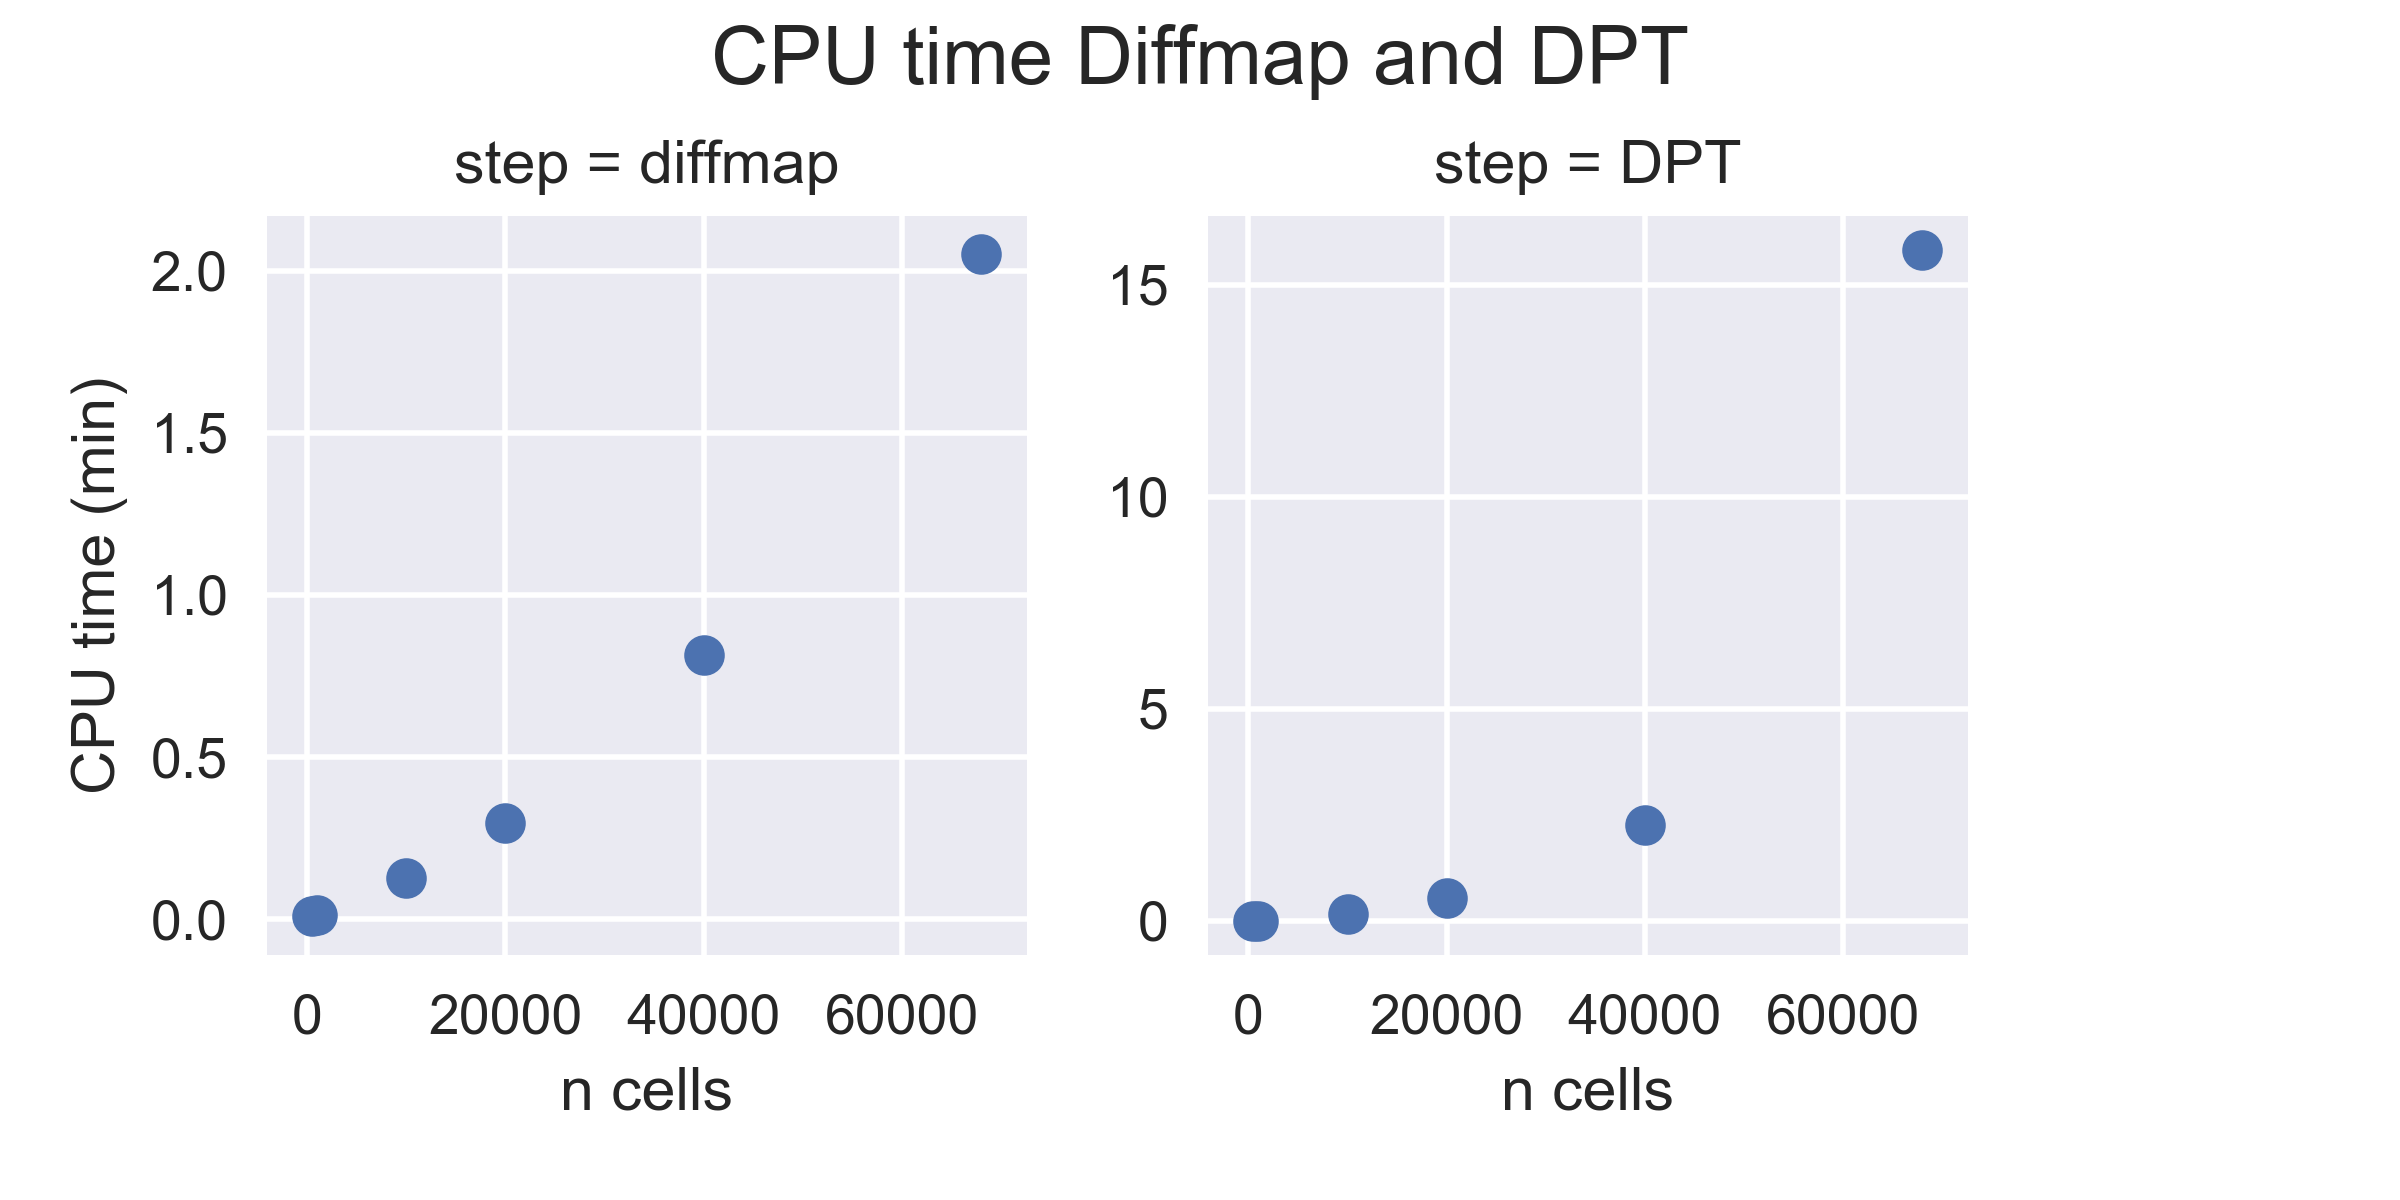 CPU time Diffmap and DPT
step = diffmap
step = DPT
CPU time (min)
2.0
1.5
1.0
0.5
0.0
0 20000 40000 60000
n cells
15
10
5
0
0 20000 40000 60000
n cells